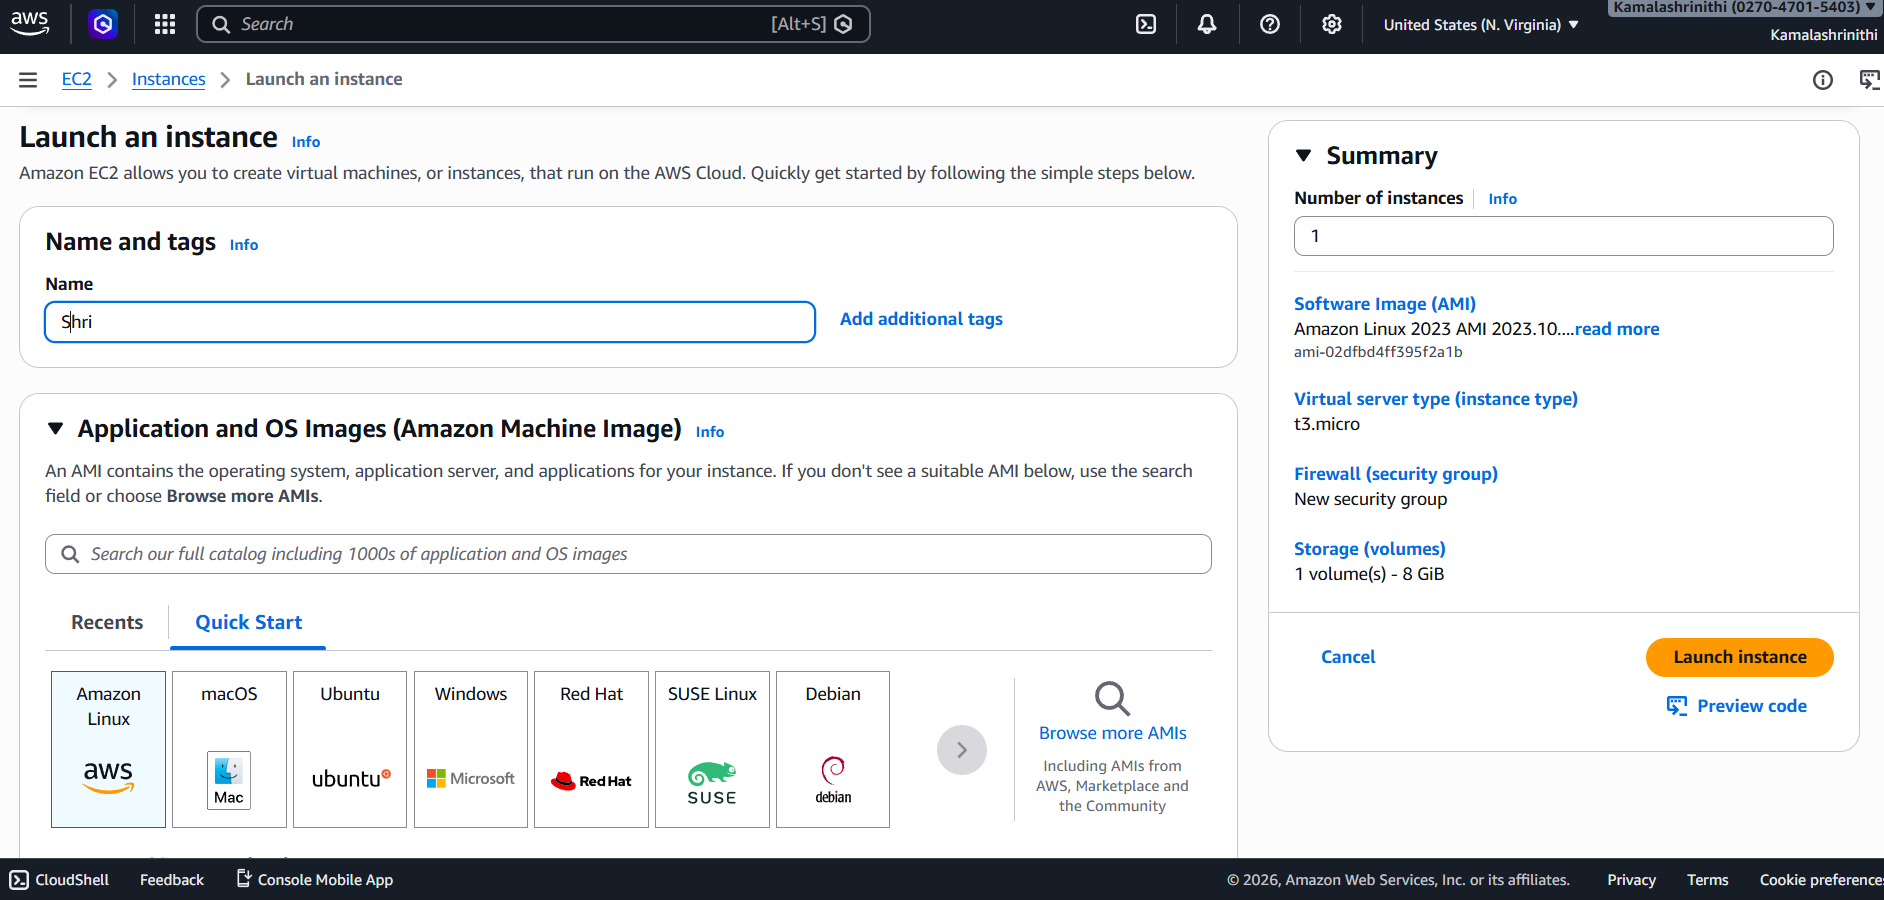 aws
Search
[Alt+S]
United States (N. Virginia)
Kamalashrinithi (0270-4701-5403)
Kamalashrinithi
EC2
Instances
Launch an instance
Launch an instance
Info
Amazon EC2 allows you to create virtual machines, or instances, that run on the AWS Cloud. Quickly get started by following the simple steps below.
Name and tags
Info
Name
Shri
Add additional tags
Application and OS Images (Amazon Machine Image)
Info
An AMI contains the operating system, application server, and applications for your instance. If you don't see a suitable AMI below, use the search
field or choose Browse more AMIs.
Search our full catalog including 1000s of application and OS images
Recents
Quick Start
Amazon
Linux
aws
macOS
Mac
Ubuntu
ubuntu
Windows
Microsoft
Red Hat
Red Hat
SUSE Linux
SUSE
Debian
debian
Browse more AMIs
Including AMIs from
AWS, Marketplace and
the Community
Summary
Number of instances
Info
1
Software Image (AMI)
Amazon Linux 2023 AMI 2023.10....read more
ami-02dfbd4ff395f2a1b
Virtual server type (instance type)
t3.micro
Firewall (security group)
New security group
Storage (volumes)
1 volume(s) - 8 GiB
Cancel
Launch instance
Preview code
CloudShell
Feedback
Console Mobile App
© 2026, Amazon Web Services, Inc. or its affiliates.
Privacy
Terms
Cookie preferences